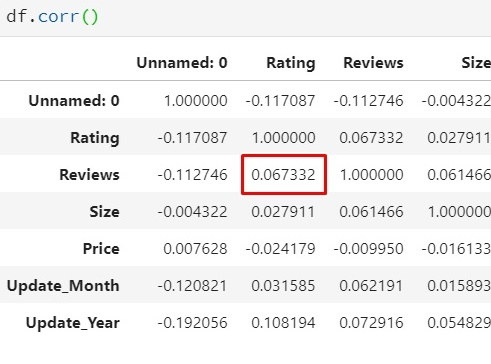 df.corr()
Unnamed: 0 Rating Reviews Size
Unnamed: 0 1.000000 -0.117087 -0.112746 -0.004322
Rating -0.117087 1.000000 0.067332 0.027911
Reviews -0.112746 0.067332 1.000000 0.061466
Size -0.004322 0.027911 0.061466 1.000000
Price 0.007628 -0.024179 -0.009950 -0.016133
Update_Month -0.120821 0.031585 0.062191 0.015893
Update_Year -0.192056 0.108194 0.072916 0.054829